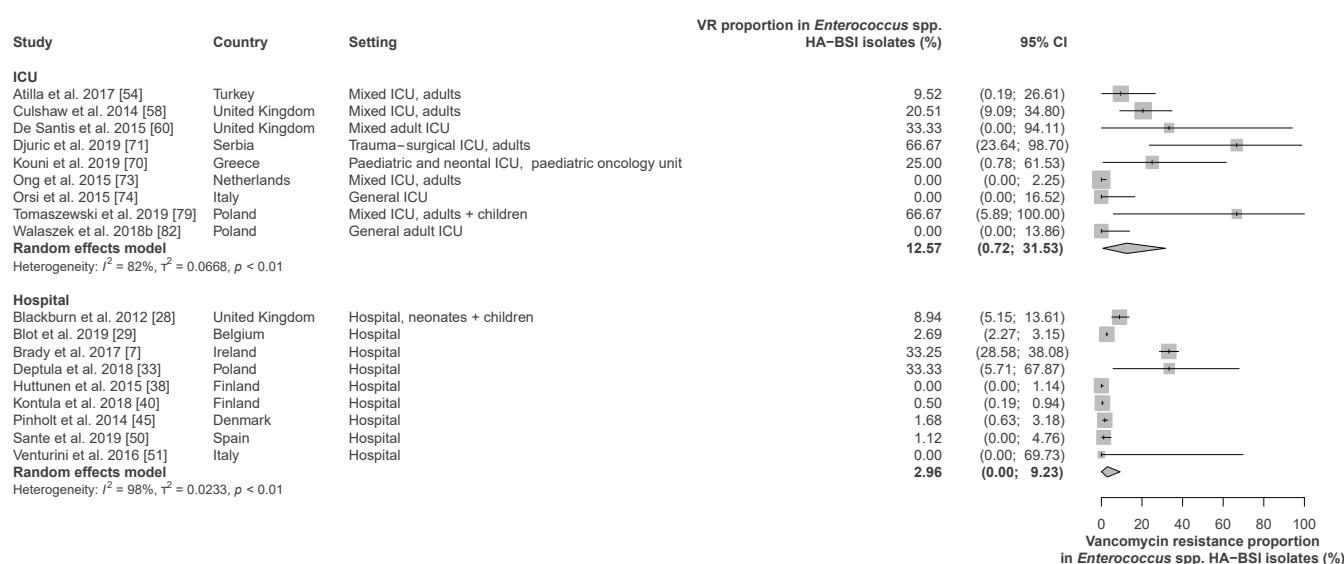 VR proportion in Enterococcus spp.
Study Country Setting HA−BSI isolates (%) 95% CI
ICU
Atilla et al. 2017 [54] Turkey Mixed ICU, adults 9.52 (0.19; 26.61)
Culshaw et al. 2014 [58] United Kingdom Mixed ICU, adults 20.51 (9.09; 34.80)
De Santis et al. 2015 [60] United Kingdom Mixed adult ICU 33.33 (0.00; 94.11)
Djuric et al. 2019 [71] Serbia Trauma−surgical ICU, adults 66.67 (23.64; 98.70)
Kouni et al. 2019 [70] Greece Paediatric and neontal ICU, paediatric oncology unit 25.00 (0.78; 61.53)
Ong et al. 2015 [73] Netherlands Mixed ICU, adults 0.00 (0.00; 2.25)
Orsi et al. 2015 [74] Italy General ICU 0.00 (0.00; 16.52)
Tomaszewski et al. 2019 [79] Poland Mixed ICU, adults + children 66.67 (5.89; 100.00)
Walaszek et al. 2018b [82] Poland General adult ICU 0.00 (0.00; 13.86)
Random effects model 12.57 (0.72; 31.53)
Heterogeneity: I² = 82%, τ² = 0.0668, p < 0.01
Hospital
Blackburn et al. 2012 [28] United Kingdom Hospital, neonates + children 8.94 (5.15; 13.61)
Blot et al. 2019 [29] Belgium Hospital 2.69 (2.27; 3.15)
Brady et al. 2017 [7] Ireland Hospital 33.25 (28.58; 38.08)
Deptula et al. 2018 [33] Poland Hospital 33.33 (5.71; 67.87)
Huttunen et al. 2015 [38] Finland Hospital 0.00 (0.00; 1.14)
Kontula et al. 2018 [40] Finland Hospital 0.50 (0.19; 0.94)
Pinholt et al. 2014 [45] Denmark Hospital 1.68 (0.63; 3.18)
Sante et al. 2019 [50] Spain Hospital 1.12 (0.00; 4.76)
Venturini et al. 2016 [51] Italy Hospital 0.00 (0.00; 69.73)
Random effects model 2.96 (0.00; 9.23)
Heterogeneity: I² = 98%, τ² = 0.0233, p < 0.01
0 20 40 60 80 100
Vancomycin resistance proportion
in Enterococcus spp. HA−BSI isolates (%)